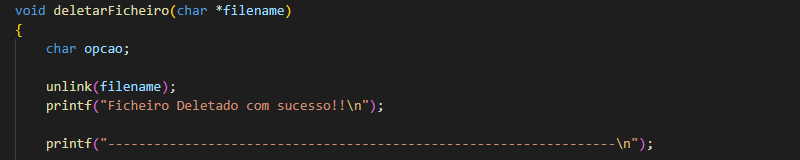 void deletarFicheiro(char *filename)
{
char opcao;
unlink(filename);
printf("Ficheiro Deletado com sucesso!!\n");
printf("------------------------------------------------------------------\n");